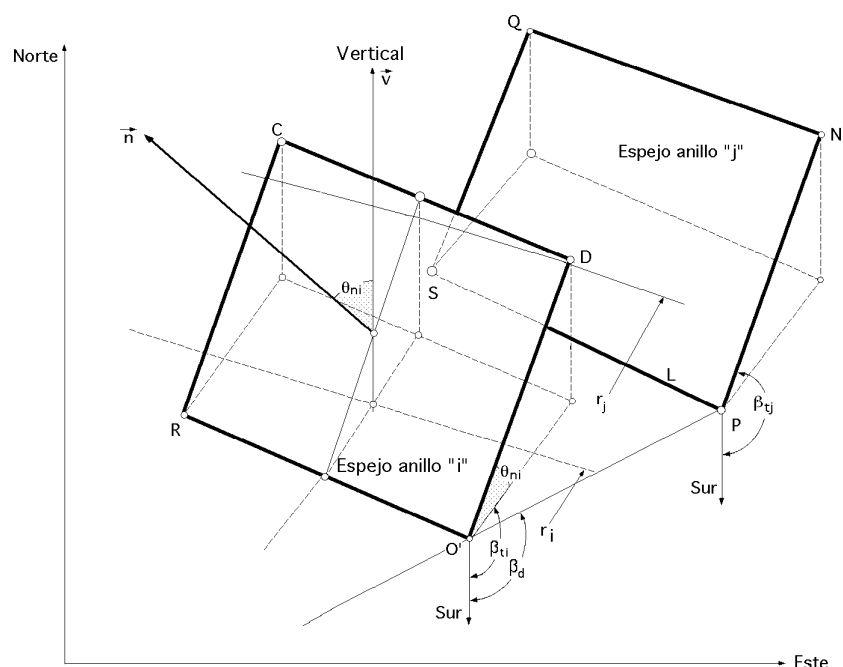 Q
Norte
Vertical
v
n
C
N
Espejo anillo "j"
D
θni
S
L
rj
βtj
P
R
Espejo anillo "i"
θni
Sur
ri
O'
βti
βd
Sur
Este